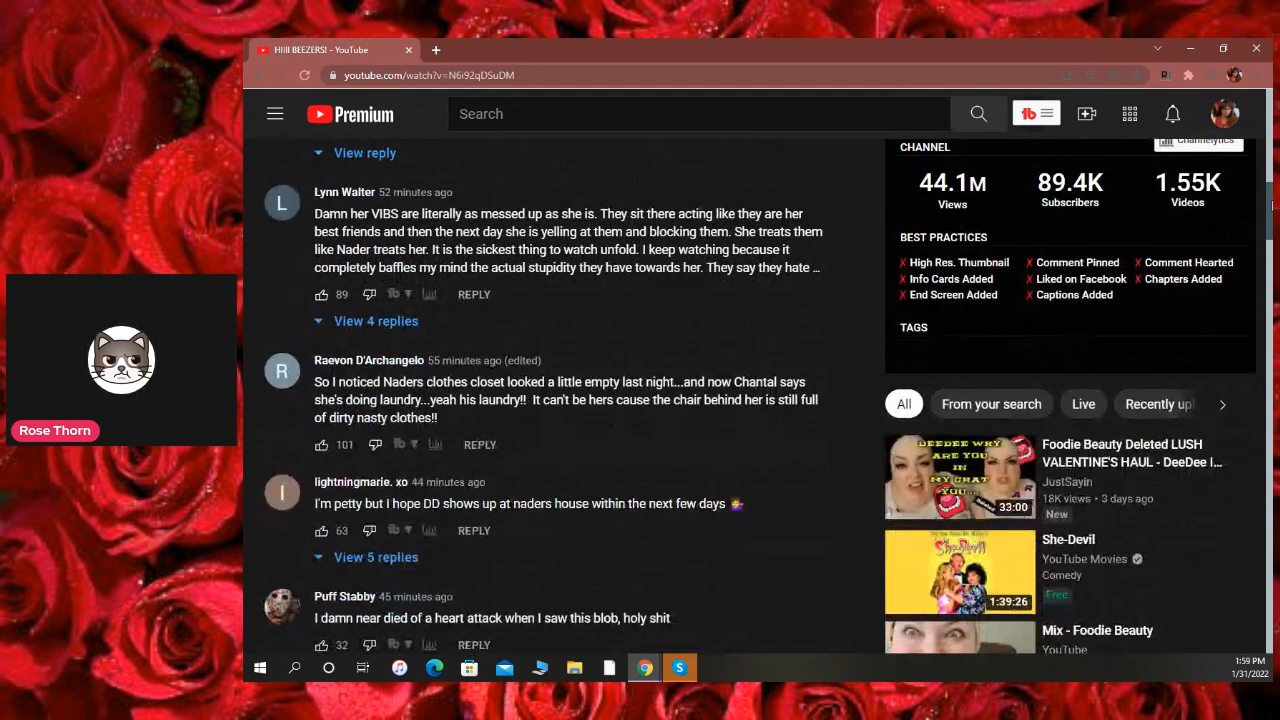 HIIII BEEZERS! - YouTube
youtube.com/watch?v=N6i92qDSuDM
Premium
Search
tb
View reply
Lynn Walter 52 minutes ago
Damn her VIBS are literally as messed up as she is. They sit there acting like they are her
best friends and then the next day she is yelling at them and blocking them. She treats them
like Nader treats her. It is the sickest thing to watch unfold. I keep watching because it
completely baffles my mind the actual stupidity they have towards her. They say they hate ...
89 REPLY
View 4 replies
R
Raevon D'Archangelo 55 minutes ago (edited)
So I noticed Naders clothes closet looked a little empty last night...and now Chantal says
she's doing laundry...yeah his laundry!! It can't be hers cause the chair behind her is still full
of dirty nasty clothes!!
101 REPLY
lightningmarie. xo 44 minutes ago
I'm petty but I hope DD shows up at naders house within the next few days
63 REPLY
View 5 replies
Puff Stabby 45 minutes ago
I damn near died of a heart attack when I saw this blob, holy shit
32 REPLY
Channelytics
CHANNEL
44.1M 89.4K 1.55K
Views Subscribers Videos
BEST PRACTICES
✗ High Res. Thumbnail ✗ Comment Pinned ✗ Comment Hearted
✗ Info Cards Added ✗ Liked on Facebook ✗ Chapters Added
✗ End Screen Added ✗ Captions Added
TAGS
All From your search Live Recently upl
DEEDEE WHY
ARE YOU
IN
MY CHAT
YOU...
33:00
Foodie Beauty Deleted LUSH
VALENTINE'S HAUL - DeeDee I...
JustSayin
18K views • 3 days ago
New
She-Devil
1:39:26
She-Devil
YouTube Movies
Comedy
Free
Mix - Foodie Beauty
YouTube
Rose Thorn
1:59 PM
1/31/2022